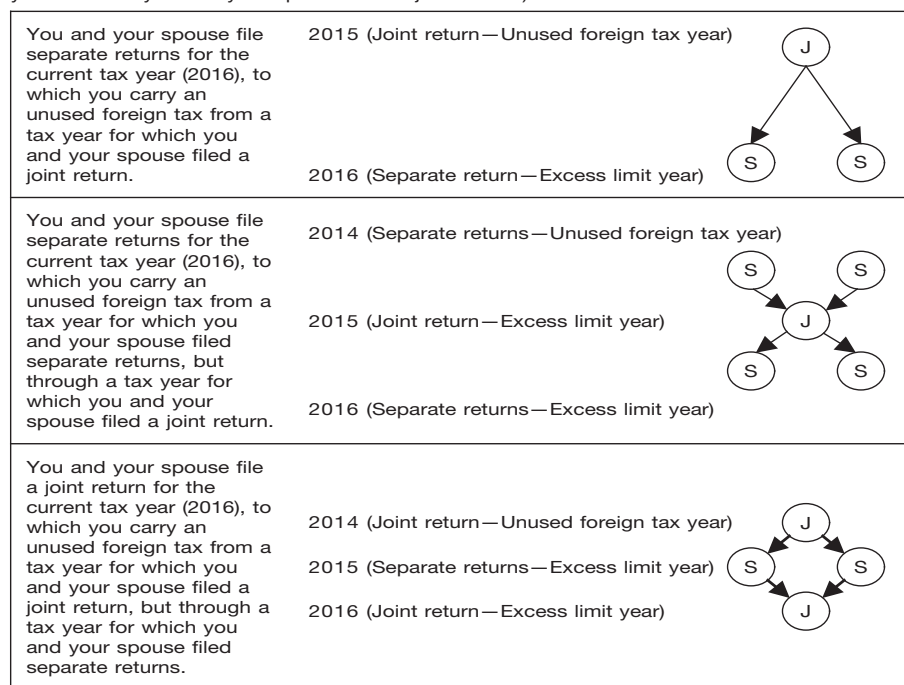 You and your spouse file
separate returns for the
current tax year (2016), to
which you carry an
unused foreign tax from a
tax year for which you
and your spouse filed a
joint return.
2015 (Joint return—Unused foreign tax year)
2016 (Separate return—Excess limit year)
J
S S
You and your spouse file
separate returns for the
current tax year (2016), to
which you carry an
unused foreign tax from a
tax year for which you
and your spouse filed
separate returns, but
through a tax year for
which you and your
spouse filed a joint return.
2014 (Separate returns—Unused foreign tax year)
2015 (Joint return—Excess limit year)
2016 (Separate returns—Excess limit year)
S S
J
S S
You and your spouse file
a joint return for the
current tax year (2016), to
which you carry an
unused foreign tax from a
tax year for which you
and your spouse filed a
joint return, but through a
tax year for which you
and your spouse filed
separate returns.
2014 (Joint return—Unused foreign tax year)
2015 (Separate returns—Excess limit year)
2016 (Joint return—Excess limit year)
J
S S
J